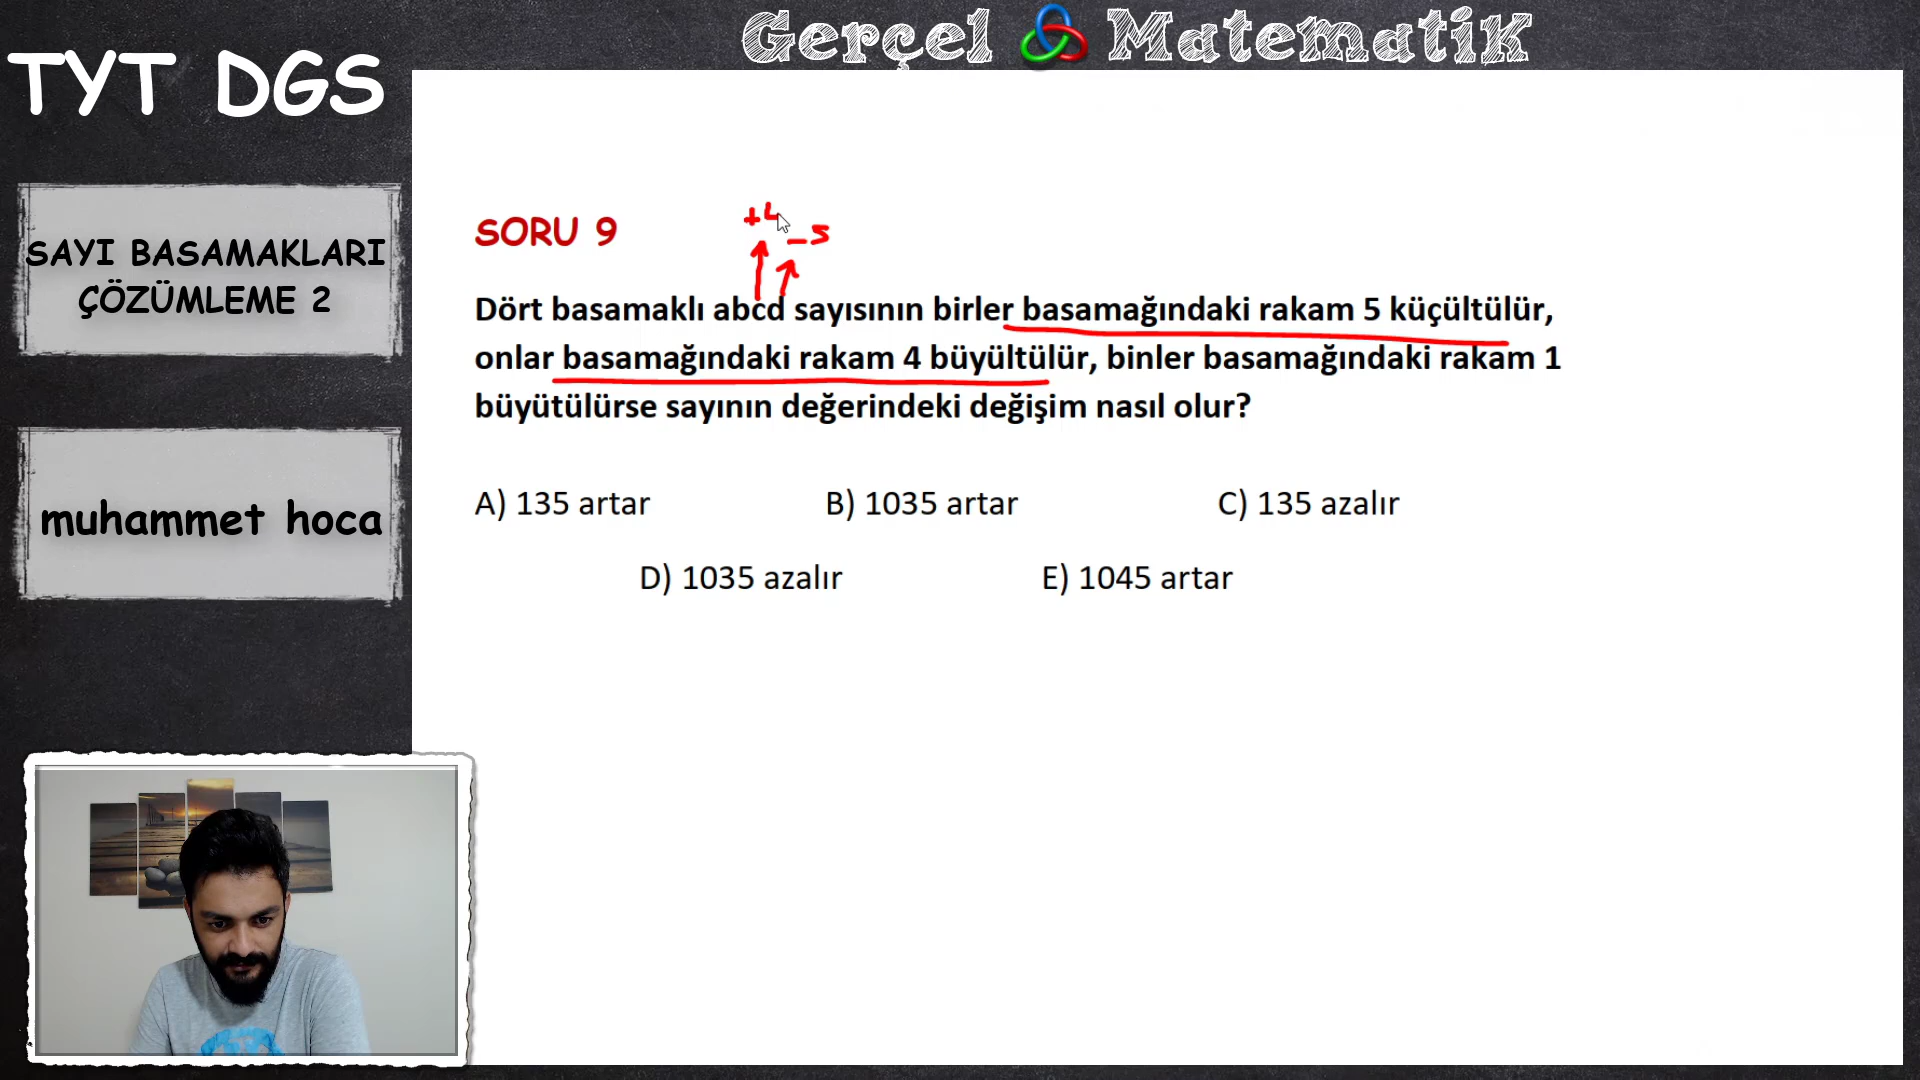 Gerçel Matematik
TYT DGS
SAYI BASAMAKLARI
ÇÖZÜMLEME 2
muhammet hoca
SORU 9
+4
-5
Dört basamaklı abcd sayısının birler basamağındaki rakam 5 küçültülür,
onlar basamağındaki rakam 4 büyültülür, binler basamağındaki rakam 1
büyütülürse sayının değerindeki değişim nasıl olur?
A) 135 artar B) 1035 artar C) 135 azalır
D) 1035 azalır E) 1045 artar